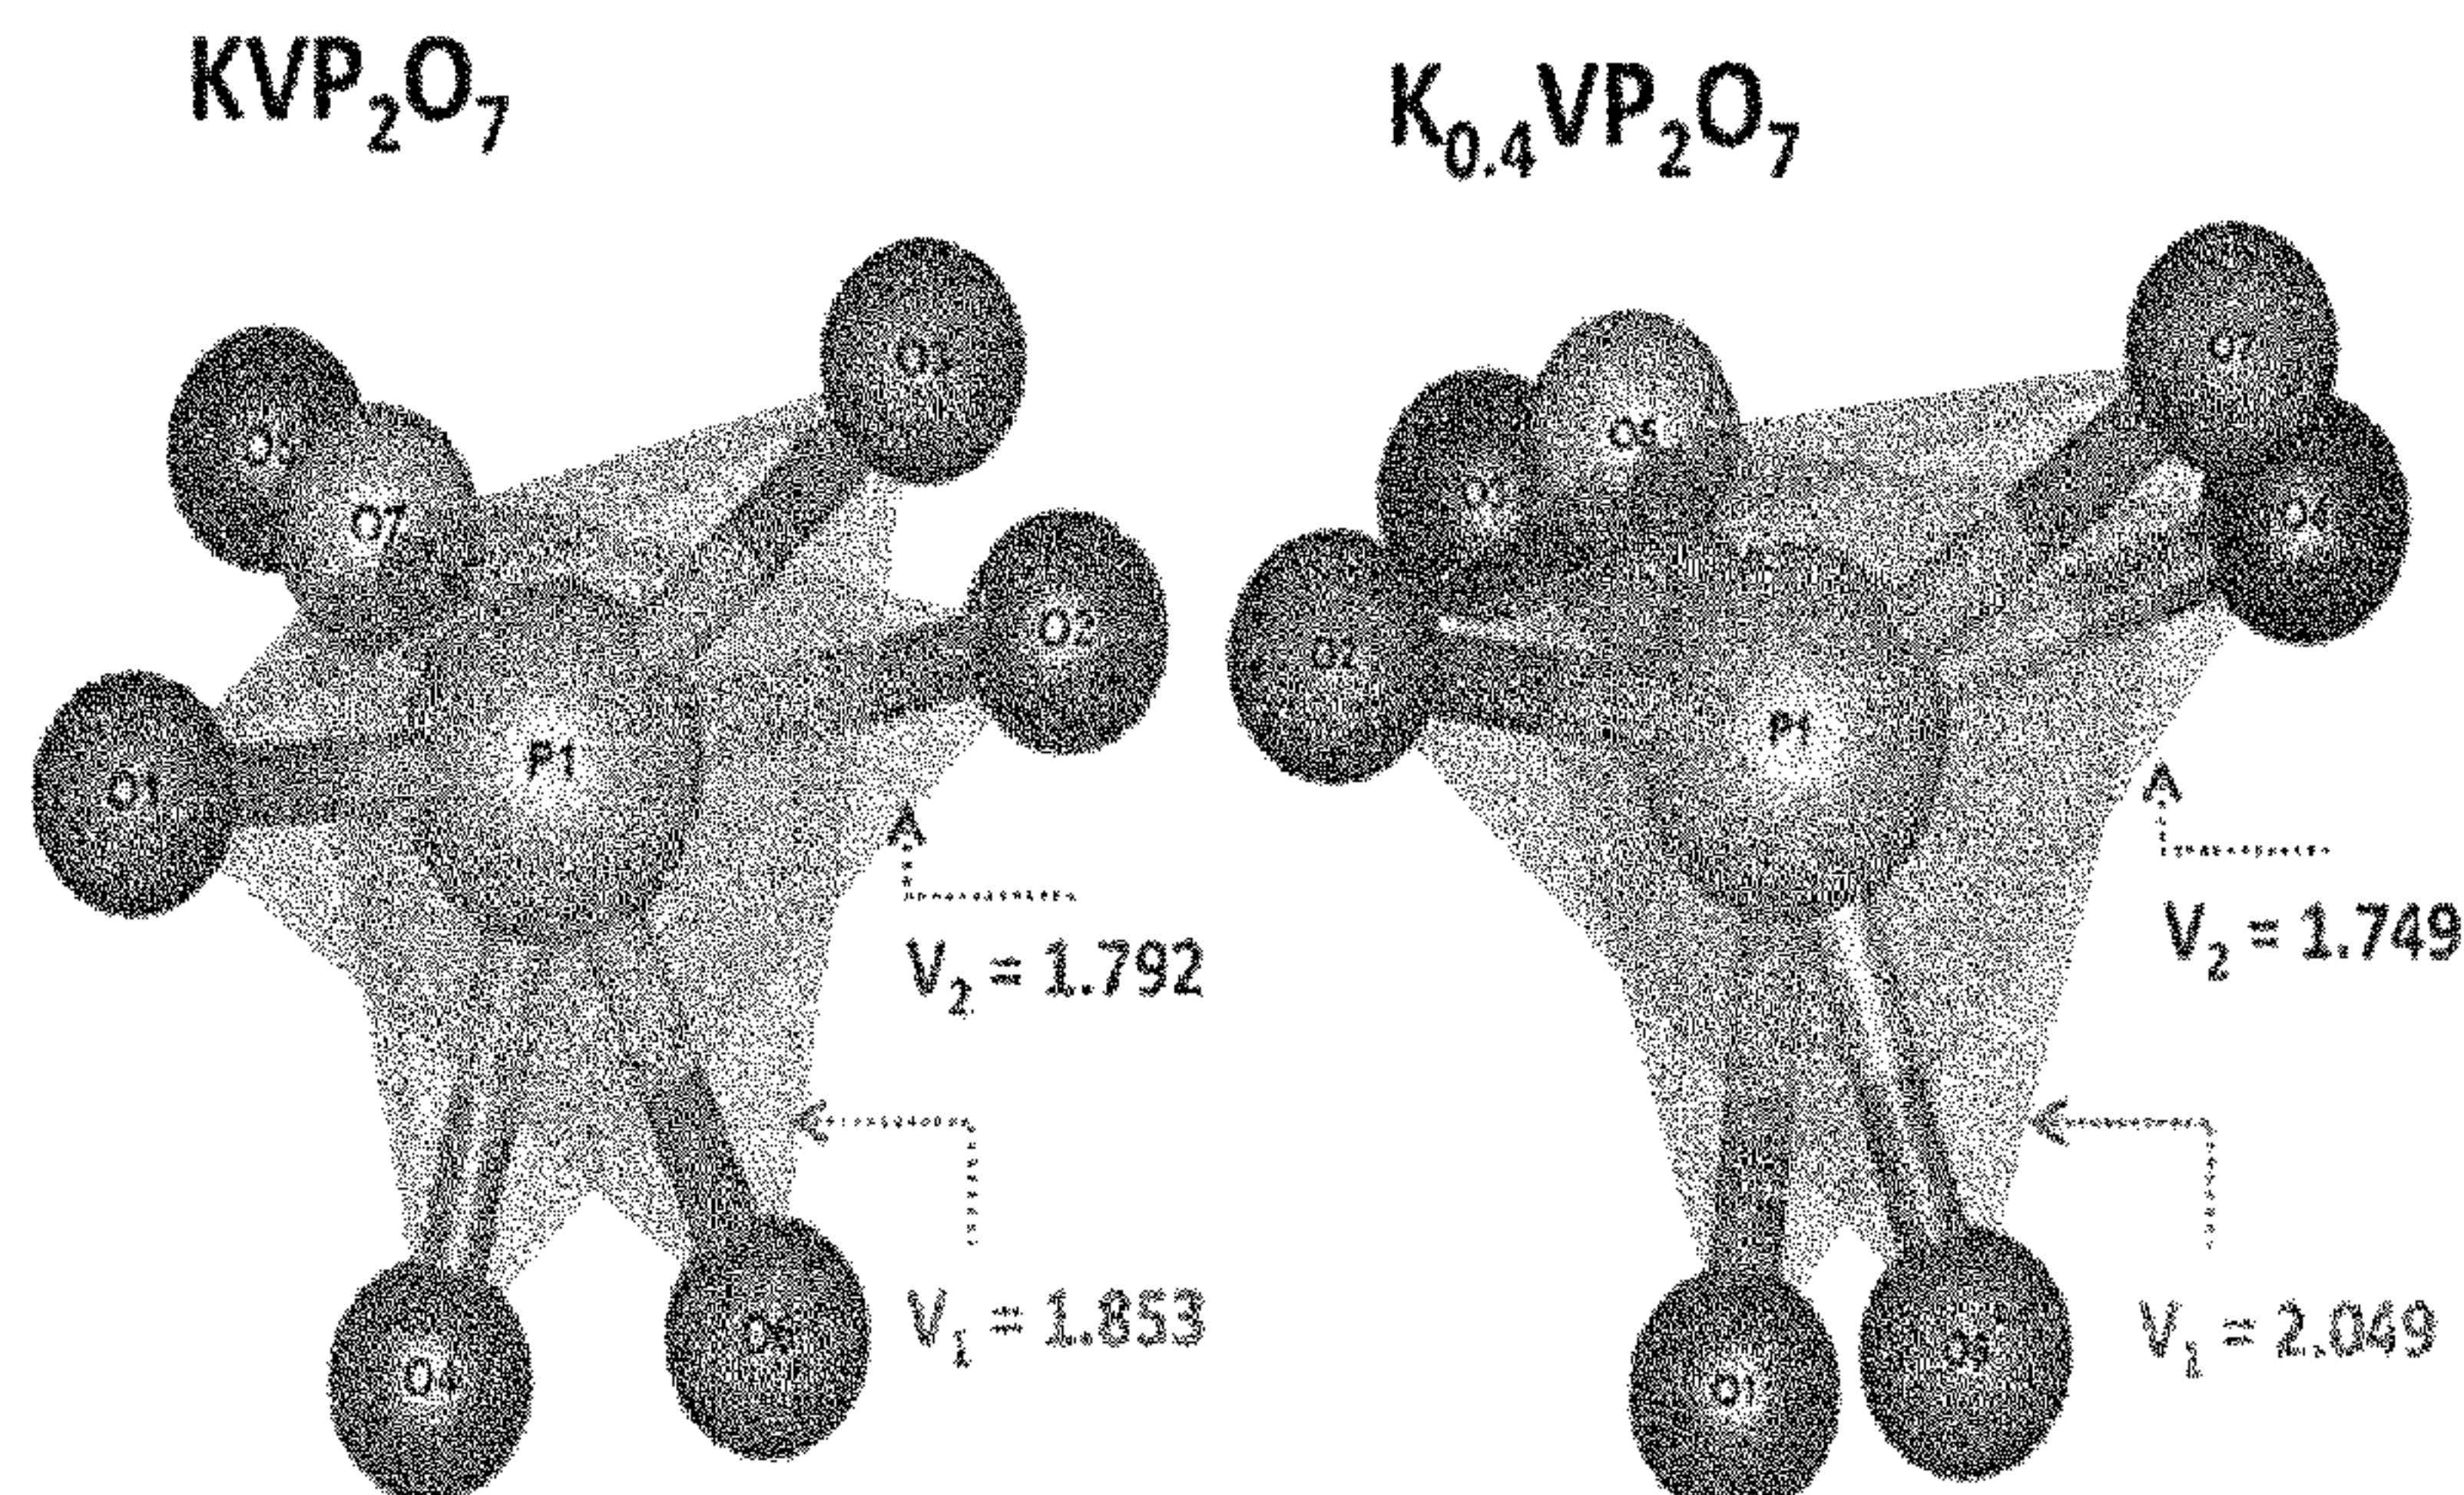 KVP₂O₇
K₀.₄VP₂O₇
O7
P1
O1
O2
V₂ = 1.792
V₁ = 1.853
O5
O2
P1
O7
O1
V₂ = 1.749
V₁ = 2.049